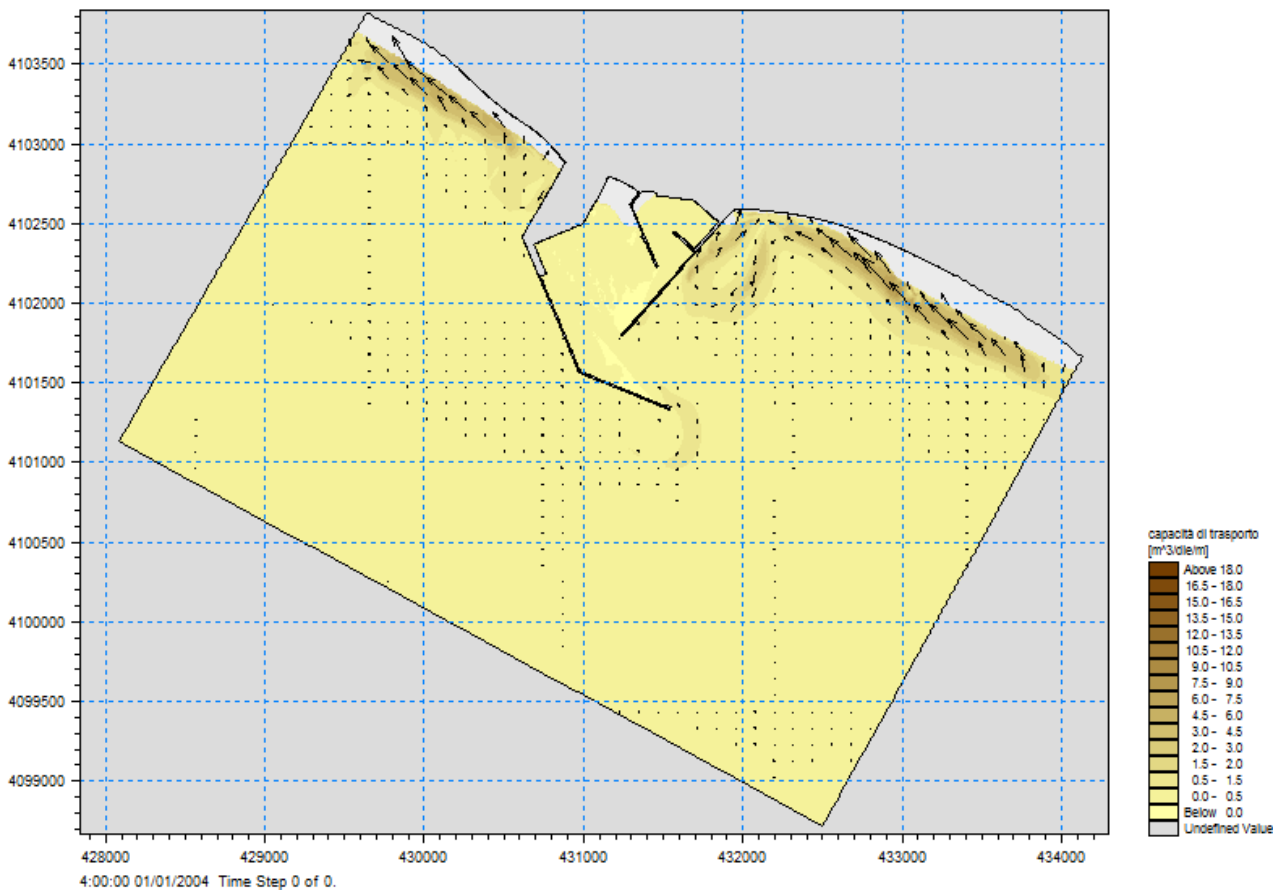 4103500
4103000
4102500
4102000
4101500
4101000
4100500
4100000
4099500
4099000
428000 429000 430000 431000 432000 433000 434000
4:00:00 01/01/2004 Time Step 0 of 0.
capacità di trasporto
[m^3/die/m]
Above 18.0
16.5 - 18.0
15.0 - 16.5
13.5 - 15.0
12.0 - 13.5
10.5 - 12.0
9.0 - 10.5
7.5 - 9.0
6.0 - 7.5
4.5 - 6.0
3.0 - 4.5
2.0 - 3.0
1.5 - 2.0
0.5 - 1.5
0.0 - 0.5
Below 0.0
Undefined Value